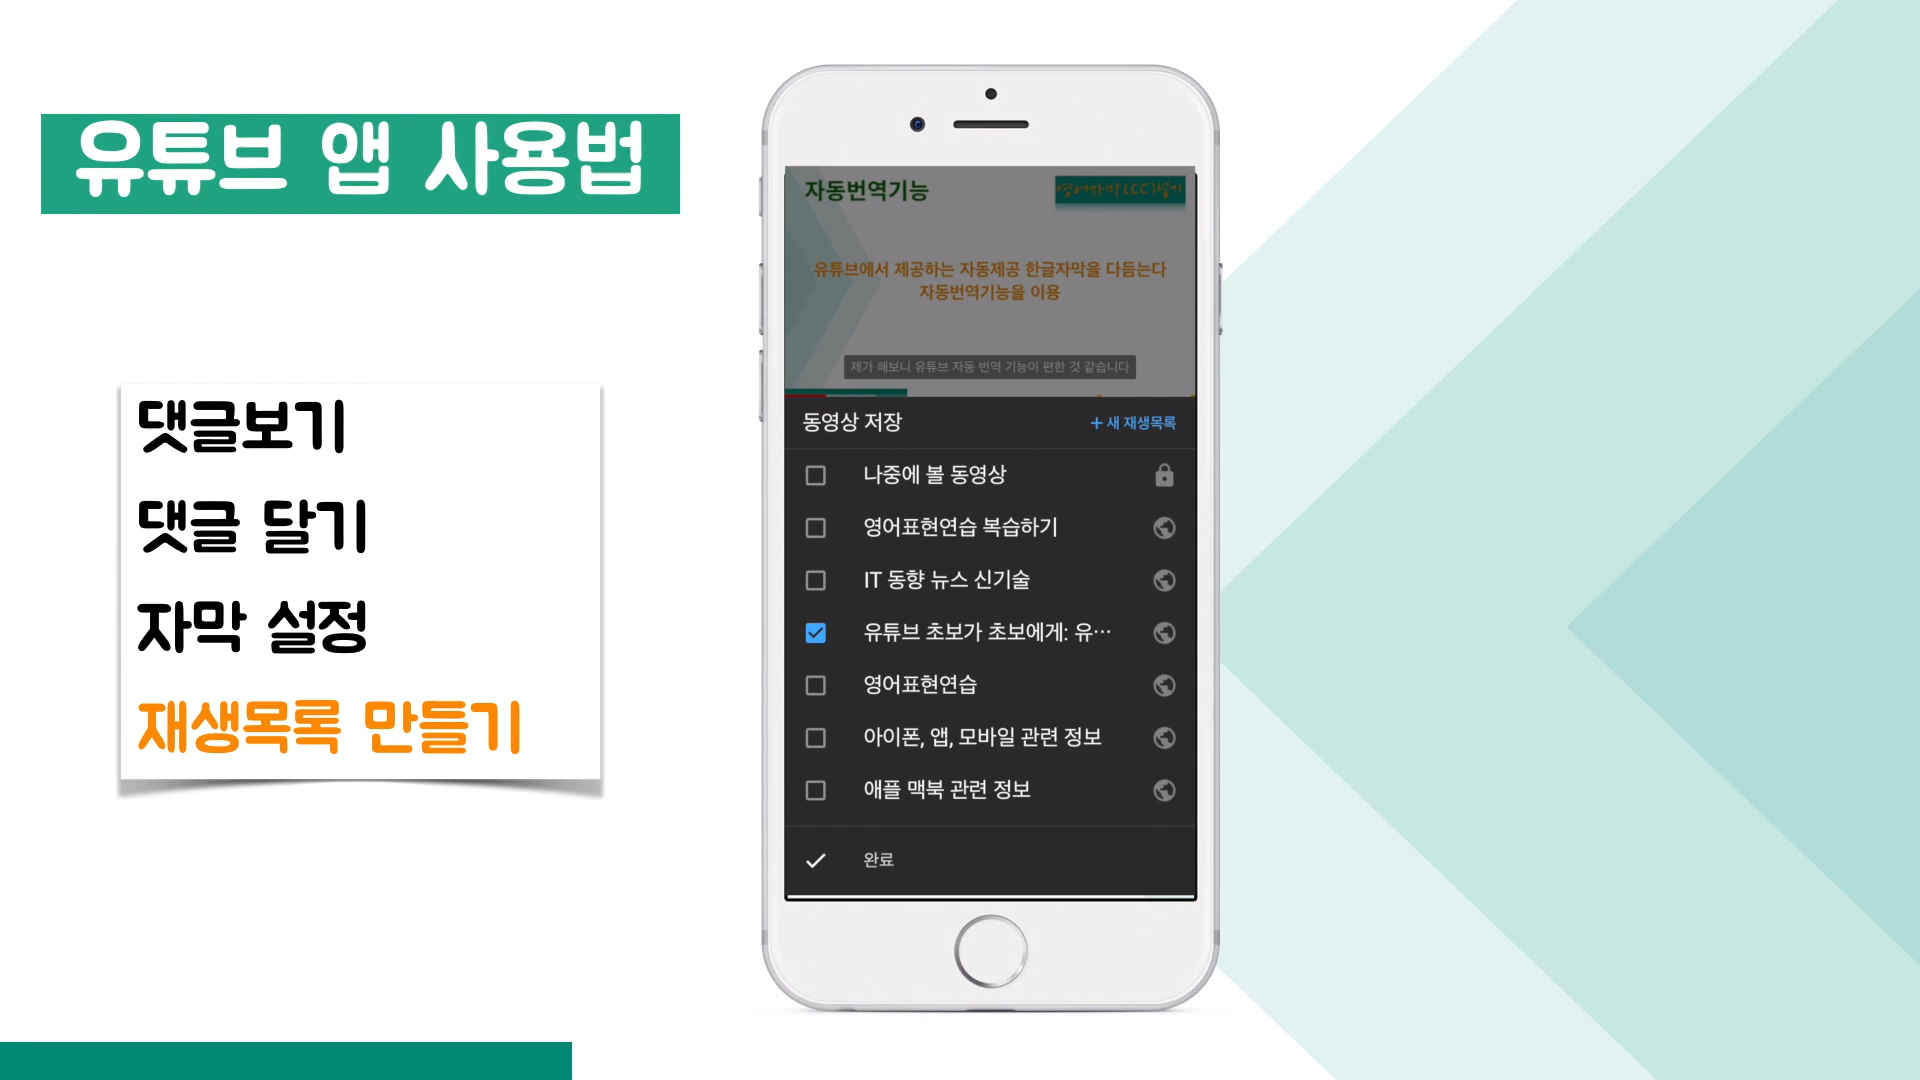 유튜브 앱 사용법
댓글보기
댓글 달기
자막 설정
재생목록 만들기
자동번역기능
영어자막(CC)넣기
유튜브에서 제공하는 자동제공 한글자막을 다듬는다
자동번역기능을 이용
제가 해보니 유튜브 자동 번역 기능이 편한 것 같습니다
동영상 저장
+ 새 재생목록
나중에 볼 동영상
영어표현연습 복습하기
IT 동향 뉴스 신기술
유튜브 초보가 초보에게: 유…
영어표현연습
아이폰, 앱, 모바일 관련 정보
애플 맥북 관련 정보
완료